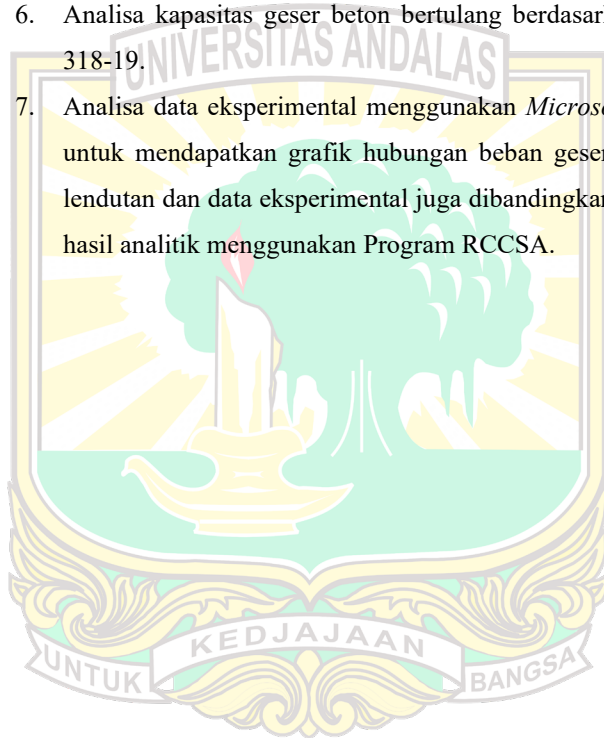 6. Analisa kapasitas geser beton bertulang berdasar
318-19.
7. Analisa data eksperimental menggunakan Micros
untuk mendapatkan grafik hubungan beban geser
lendutan dan data eksperimental juga dibandingkan
hasil analitik menggunakan Program RCCSA.
UNIVERSITAS ANDALAS
KEDJAJAAN
UNTUK
BANGSA